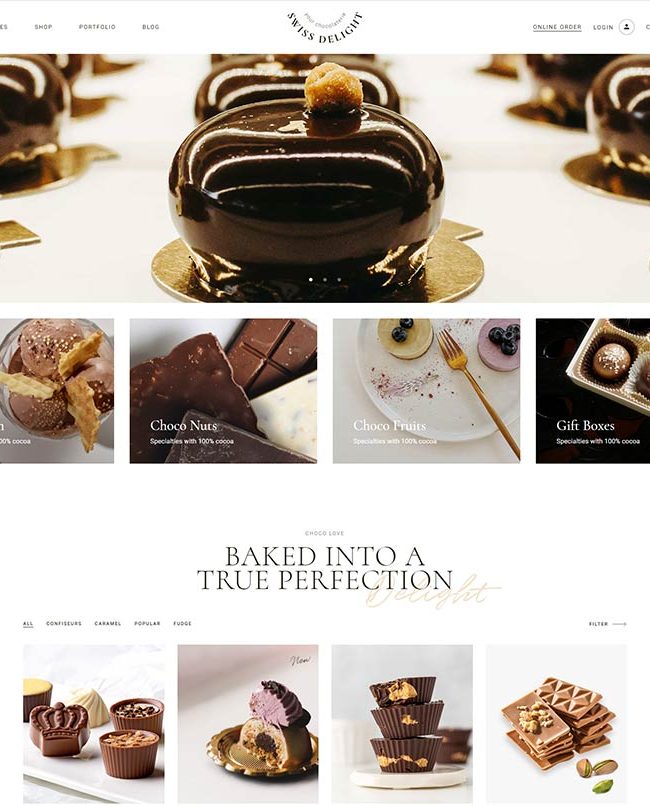 ES
SHOP
PORTFOLIO
BLOG
your chocolaterie
SWISS DELIGHT
ONLINE ORDER
LOGIN
C
n
00% cocoa
Choco Nuts
Specialties with 100% cocoa
Choco Fruits
Specialties with 100% cocoa
Gift Boxes
Specialties with 100% cocoa
CHOCO LOVE
BAKED INTO A
TRUE PERFECTION
Delight
ALL CONFISEURS CARAMEL POPULAR FUDGE
FILTER
New